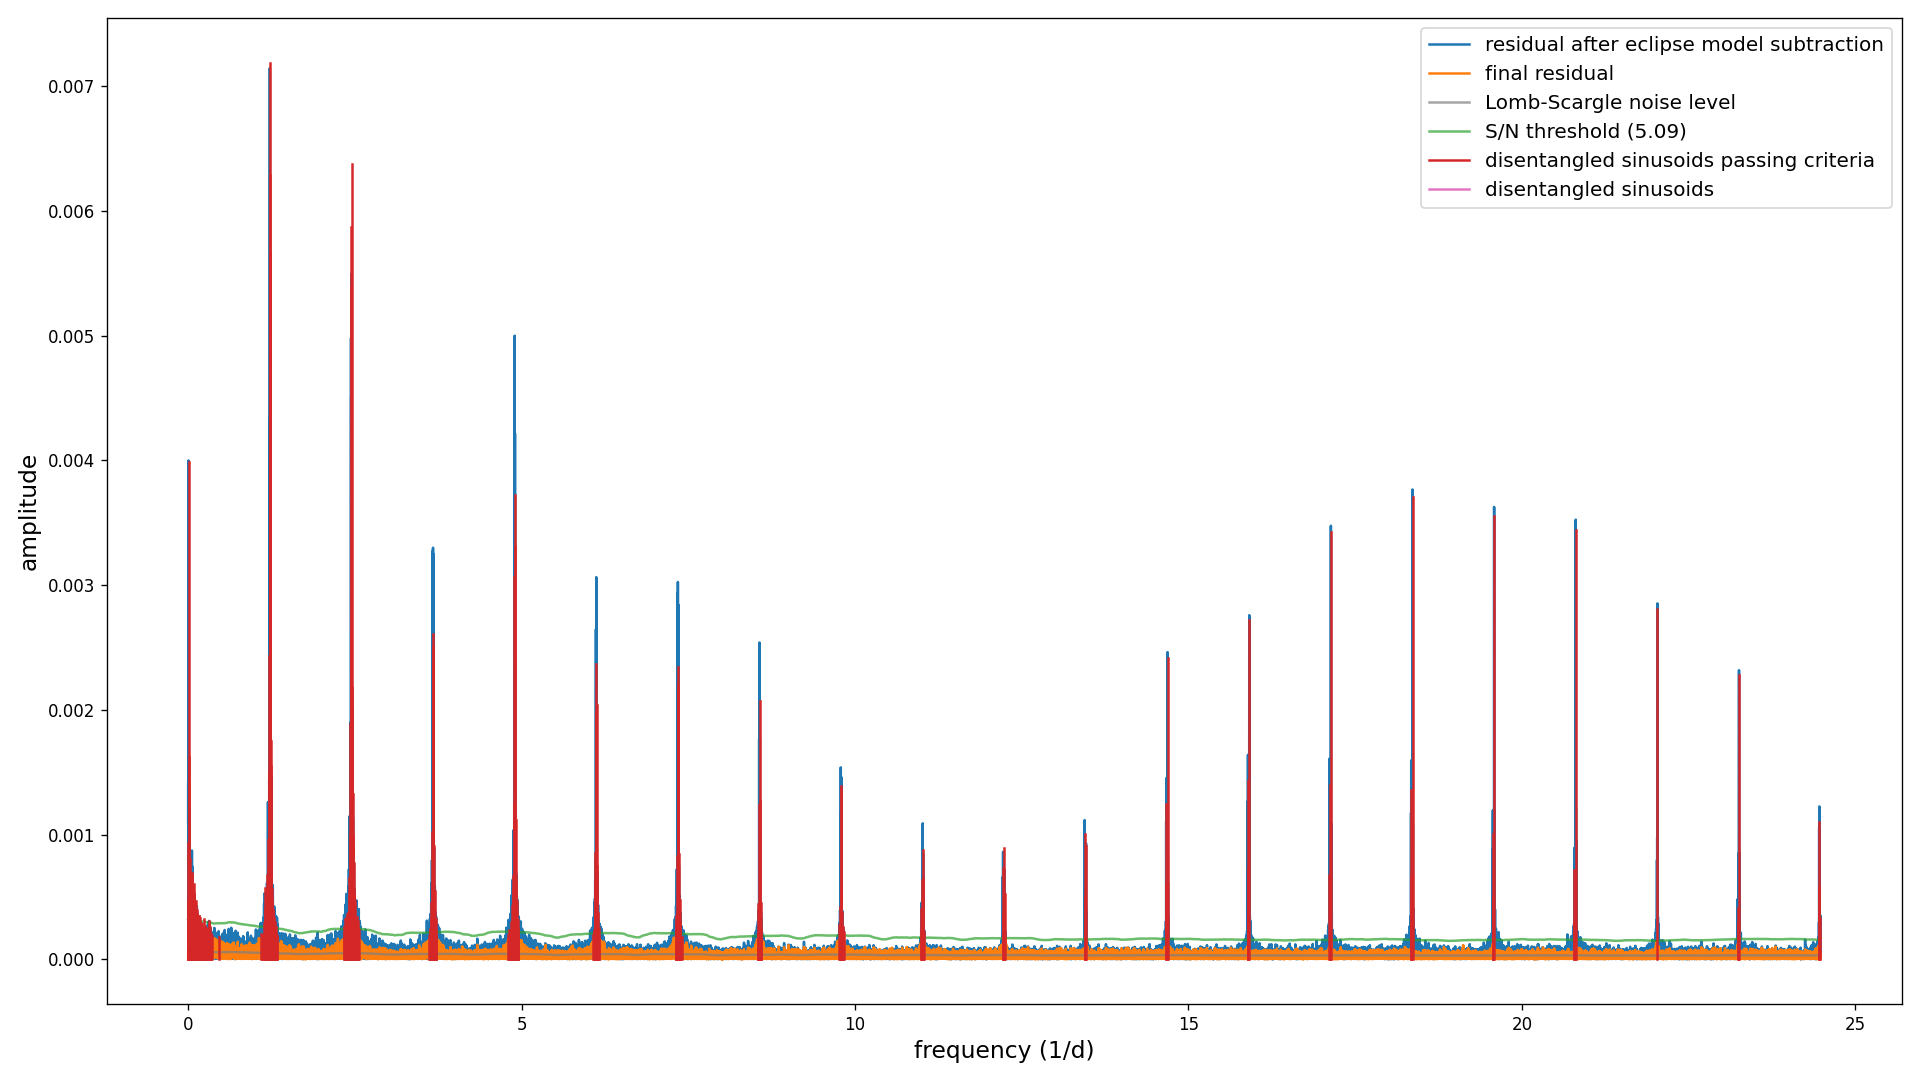 residual after eclipse model subtraction
final residual
Lomb-Scargle noise level
S/N threshold (5.09)
disentangled sinusoids passing criteria
disentangled sinusoids
amplitude
0.007
0.006
0.005
0.004
0.003
0.002
0.001
0.000
0 5 10 15 20 25
frequency (1/d)